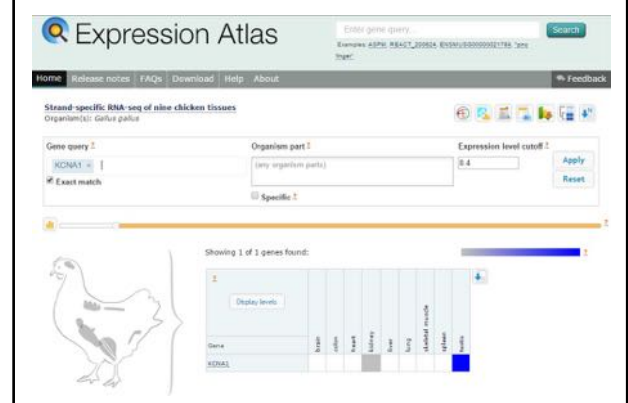 Expression Atlas
Enter gene query...
Search
Examples: ASPM, REACT_200624, ENSMUSG00000021789, "zinc
finger"
Home Release notes FAQs Download Help About
Feedback
Strand-specific RNA-seq of nine chicken tissues
Organism(s): Gallus gallus
Gene query
Organism part
Expression level cutoff
KCNA1
(any organism parts)
Apply
Exact match
Reset
Specific
Showing 1 of 1 genes found:
Display levels
Gene
brain
colon
heart
kidney
liver
lung
skeletal muscle
spleen
testis
KCNA1